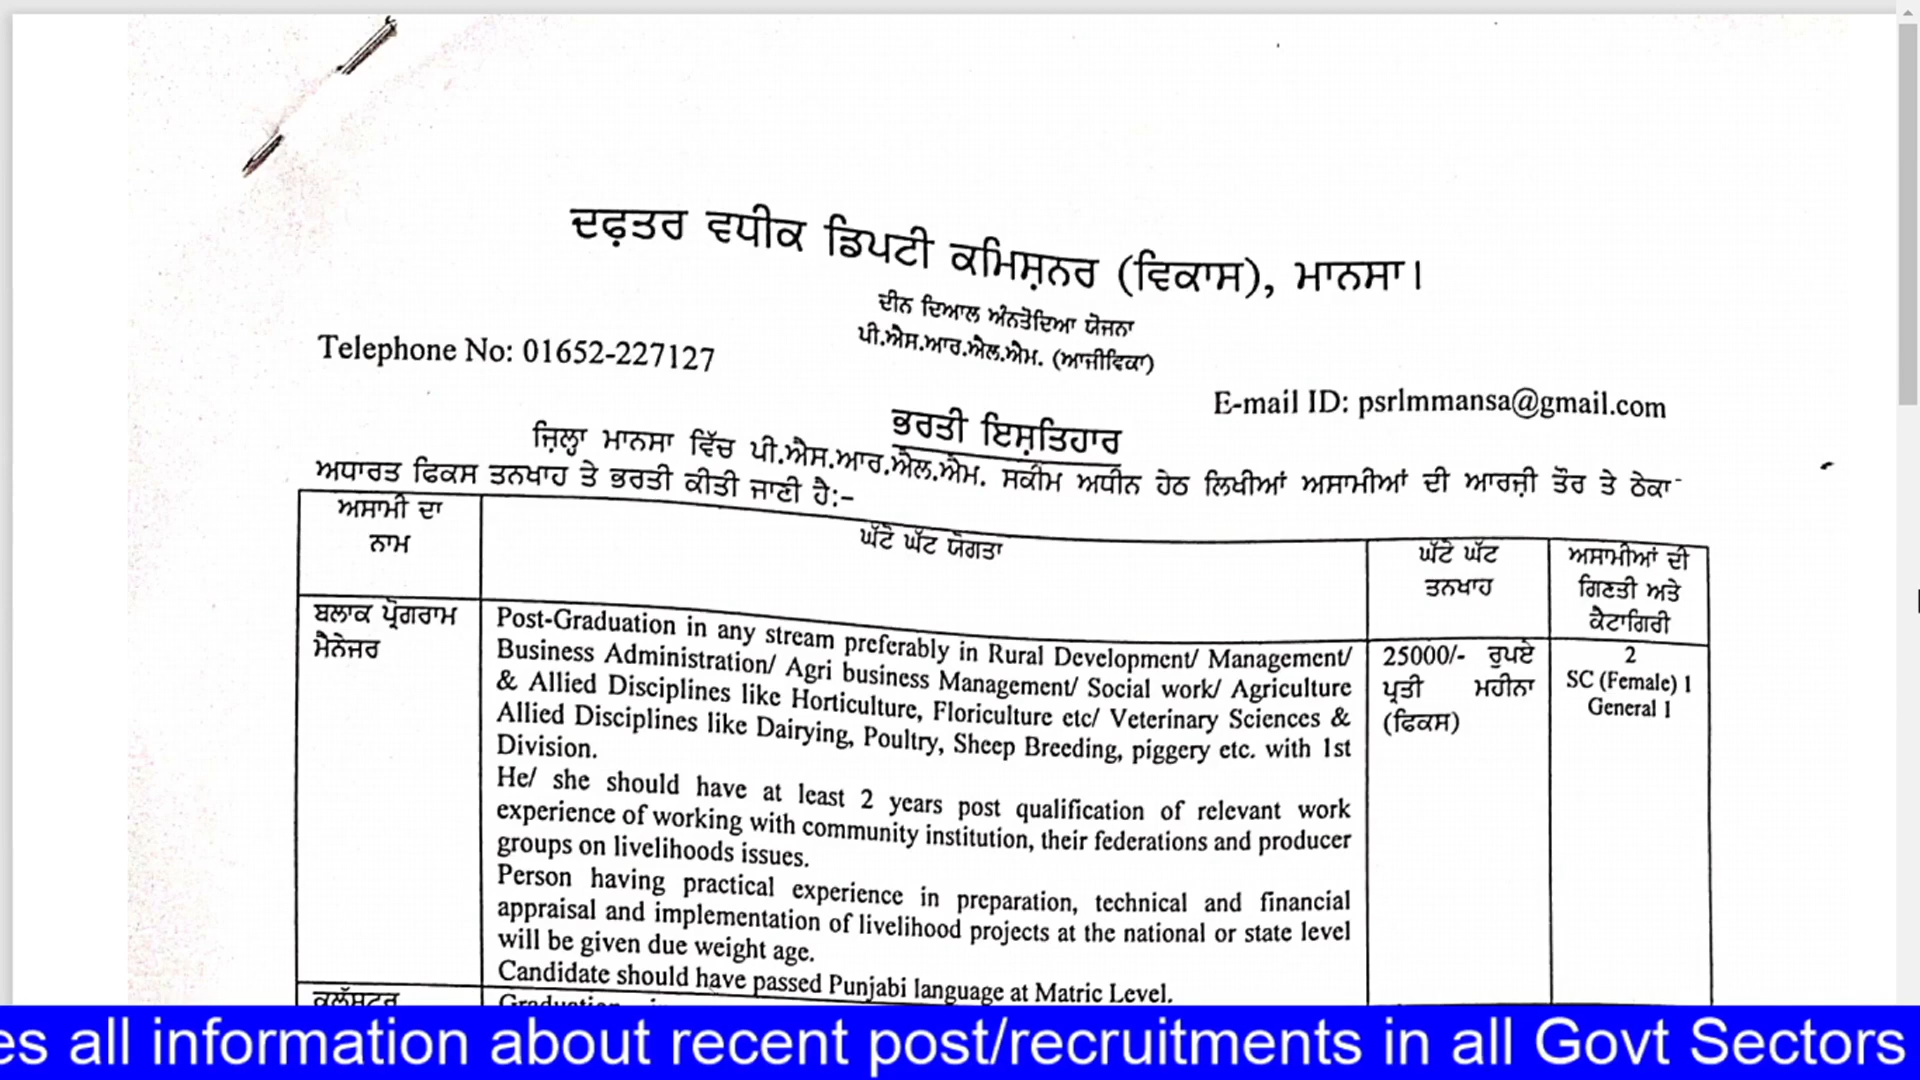 ਦਫ਼ਤਰ ਵਧੀਕ ਡਿਪਟੀ ਕਮਿਸ਼ਨਰ (ਵਿਕਾਸ), ਮਾਨਸਾ।
ਦੀਨ ਦਿਆਲ ਅੰਨਤੋਦਿਆ ਯੋਜਨਾ
ਪੀ.ਐਸ.ਆਰ.ਐਲ.ਐਮ. (ਆਜੀਵਿਕਾ)
Telephone No: 01652-227127
E-mail ID: psrlmmansa@gmail.com
ਭਰਤੀ ਇਸ਼ਤਿਹਾਰ
ਜ਼ਿਲ੍ਹਾ ਮਾਨਸਾ ਵਿੱਚ ਪੀ.ਐਸ.ਆਰ.ਐਲ.ਐਮ. ਸਕੀਮ ਅਧੀਨ ਹੇਠ ਲਿਖੀਆਂ ਅਸਾਮੀਆਂ ਦੀ ਆਰਜ਼ੀ ਤੌਰ ਤੇ ਠੇਕਾ
ਅਧਾਰਤ ਫਿਕਸ ਤਨਖਾਹ ਤੇ ਭਰਤੀ ਕੀਤੀ ਜਾਣੀ ਹੈ:-
ਅਸਾਮੀ ਦਾ
ਨਾਮ
ਘੱਟੋ ਘੱਟ ਯੋਗਤਾ
ਘੱਟੋ ਘੱਟ
ਤਨਖਾਹ
ਅਸਾਮੀਆਂ ਦੀ
ਗਿਣਤੀ ਅਤੇ
ਕੈਟਾਗਿਰੀ
ਬਲਾਕ ਪ੍ਰੋਗਰਾਮ
ਮੈਨੇਜਰ
Post-Graduation in any stream preferably in Rural Development/ Management/
Business Administration/ Agri business Management/ Social work/ Agriculture
& Allied Disciplines like Horticulture, Floriculture etc/ Veterinary Sciences &
Allied Disciplines like Dairying, Poultry, Sheep Breeding, piggery etc. with 1st
Division.
He/ she should have at least 2 years post qualification of relevant work
experience of working with community institution, their federations and producer
groups on livelihoods issues.
Person having practical experience in preparation, technical and financial
appraisal and implementation of livelihood projects at the national or state level
will be given due weight age.
Candidate should have passed Punjabi language at Matric Level.
25000/- ਰੁਪਏ
ਪ੍ਰਤੀ ਮਹੀਨਾ
(ਫਿਕਸ)
2
SC (Female) 1
General 1
ਕਲੱਸਟਰ
Graduation in
es all information about recent post/recruitments in all Govt Sectors